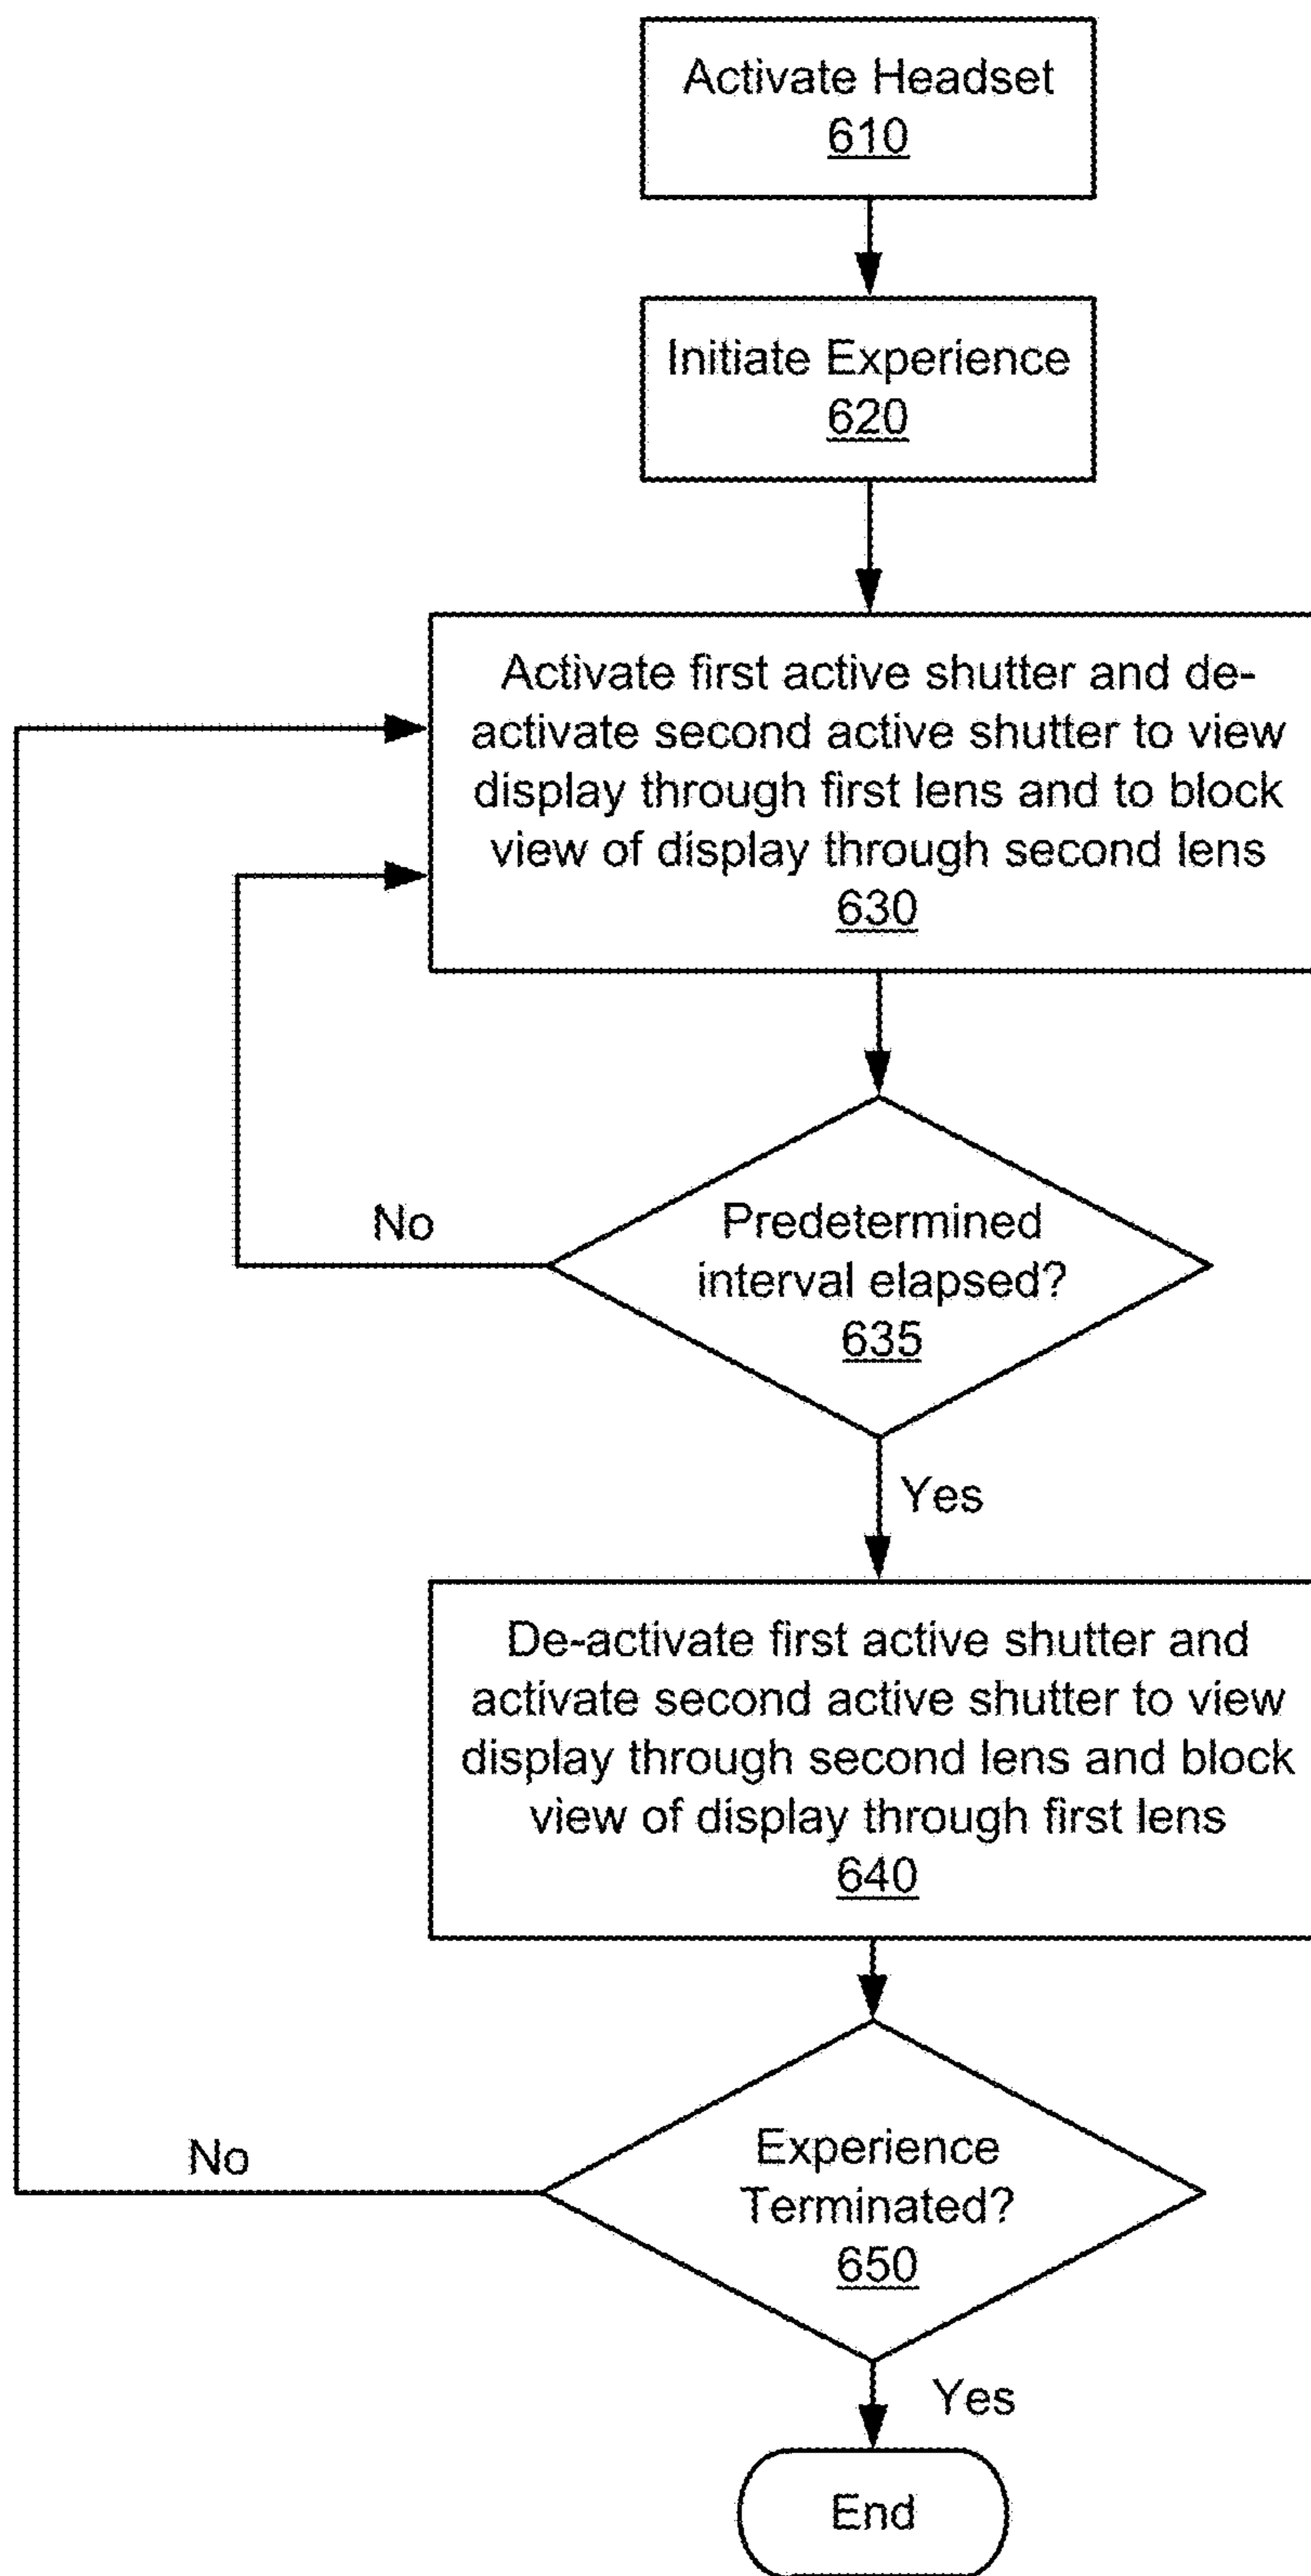 Activate Headset
610
Initiate Experience
620
Activate first active shutter and de-
activate second active shutter to view
display through first lens and to block
view of display through second lens
630
No
Predetermined
interval elapsed?
635
Yes
De-activate first active shutter and
activate second active shutter to view
display through second lens and block
view of display through first lens
640
No
Experience
Terminated?
650
Yes
End